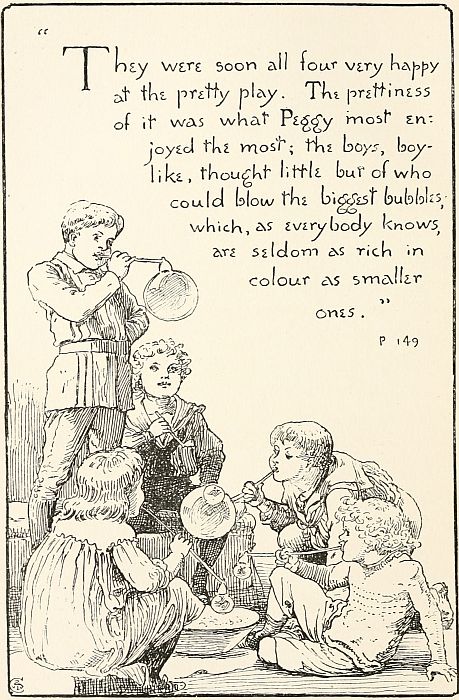 "
They were soon all four very happy
at the pretty play. The prettiness
of it was what Peggy most en=
joyed the most; the boys, boy-
like, thought little but of who
could blow the biggest bubbles,
which, as everybody knows,
are seldom as rich in
colour as smaller
ones."
P 149